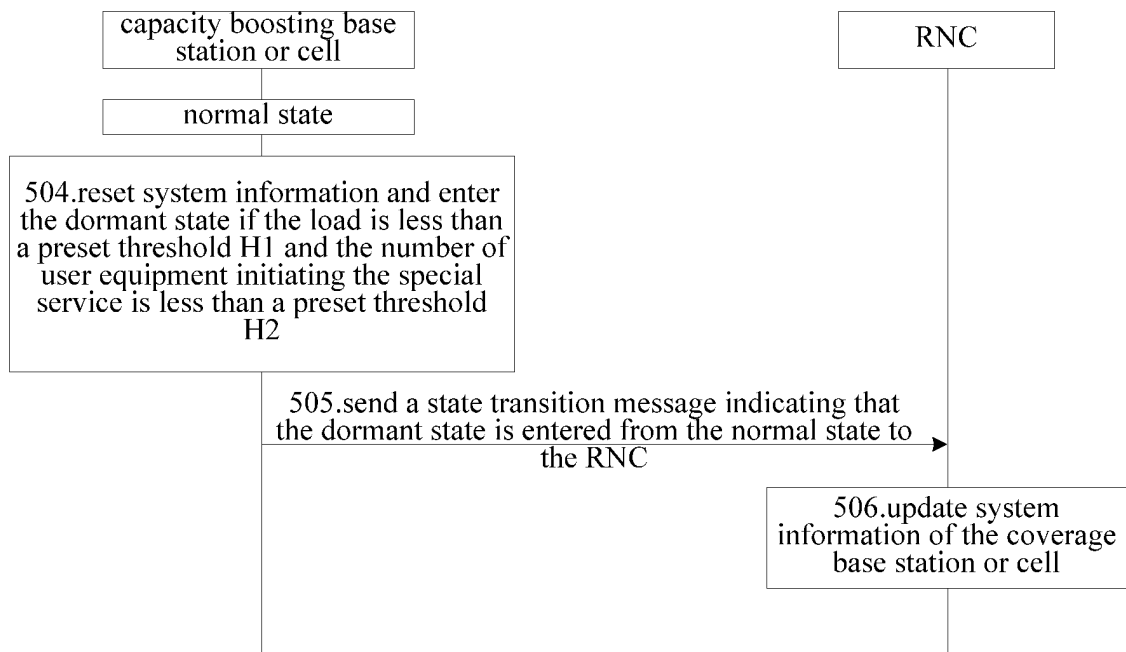 capacity boosting base
station or cell
RNC
normal state
504.reset system information and enter
the dormant state if the load is less than
a preset threshold H1 and the number of
user equipment initiating the special
service is less than a preset threshold
H2
505.send a state transition message indicating that
the dormant state is entered from the normal state to
the RNC
506.update system
information of the coverage
base station or cell